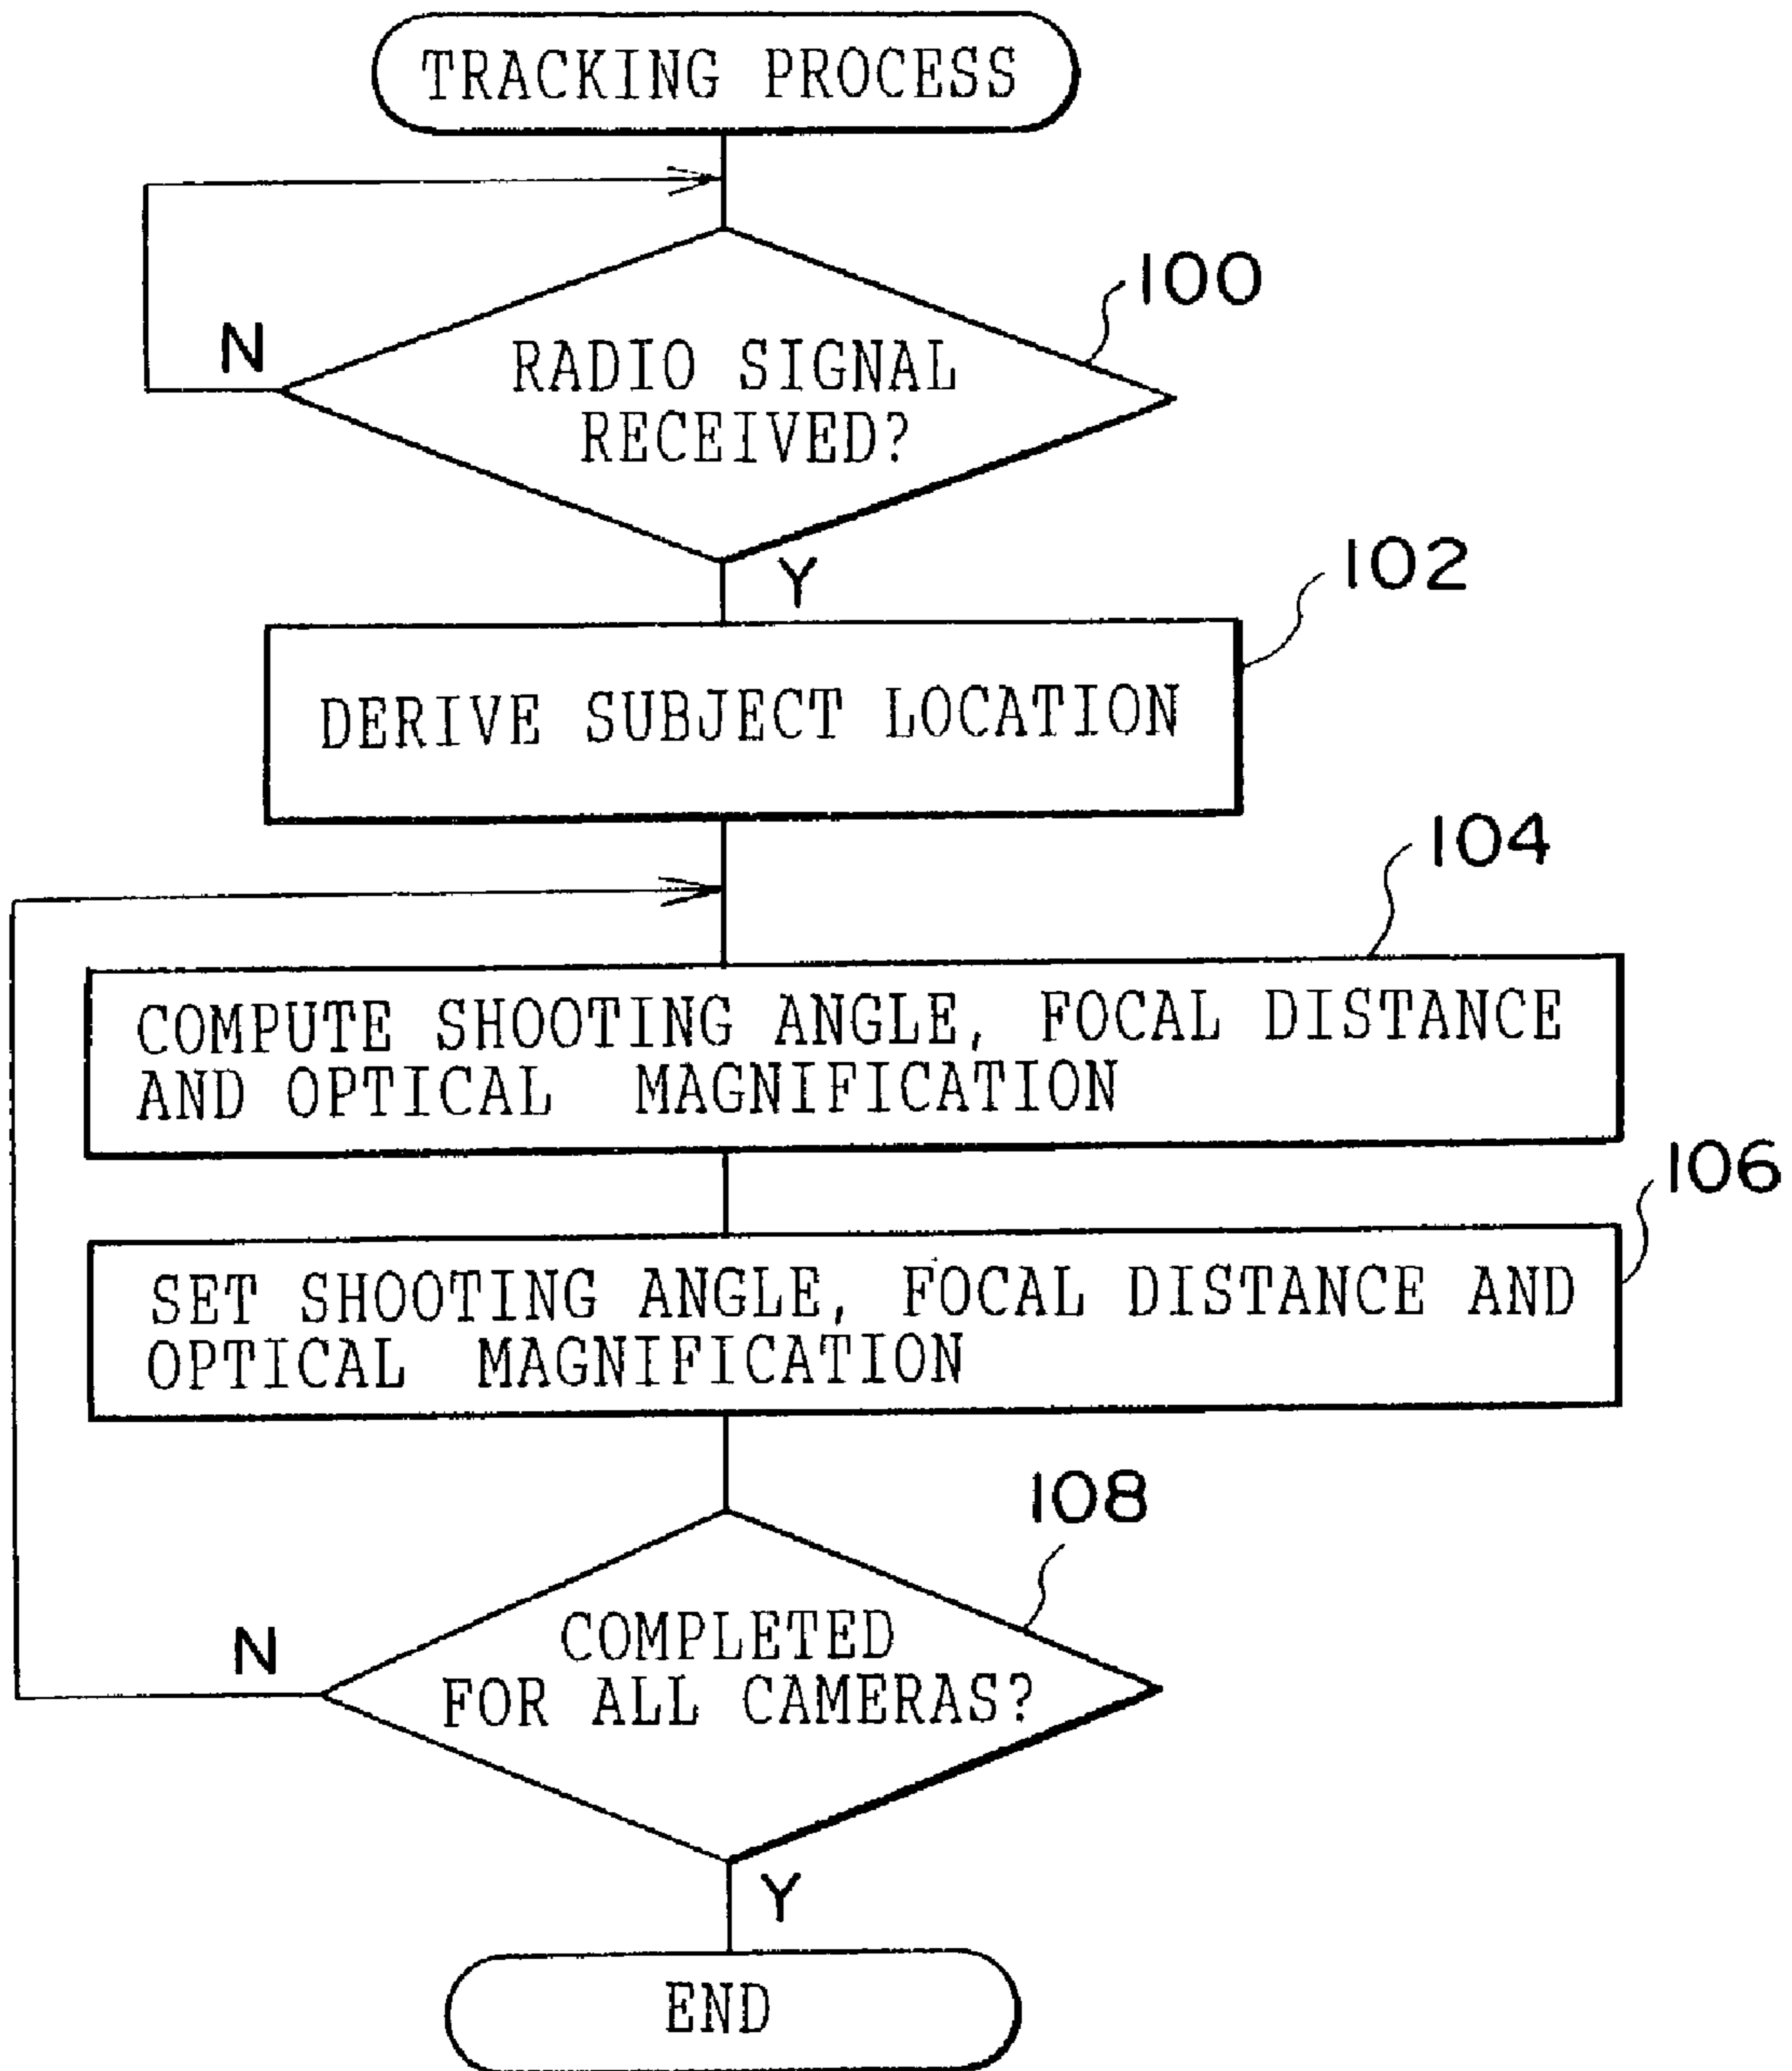 TRACKING PROCESS
100
N
RADIO SIGNAL
RECEIVED?
Y
102
DERIVE SUBJECT LOCATION
104
COMPUTE SHOOTING ANGLE, FOCAL DISTANCE
AND OPTICAL MAGNIFICATION
106
SET SHOOTING ANGLE, FOCAL DISTANCE AND
OPTICAL MAGNIFICATION
108
N
COMPLETED
FOR ALL CAMERAS?
Y
END